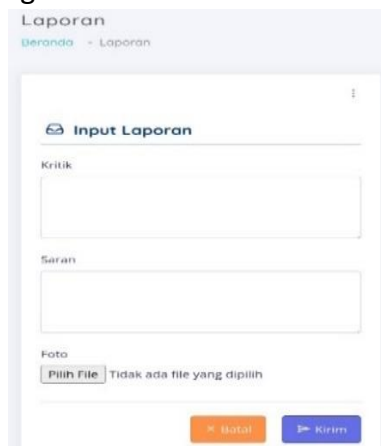 Laporan
Beranda - Laporan
Input Laporan
Kritik
Saran
Foto
Pilih File Tidak ada file yang dipilih
× Batal Kirim